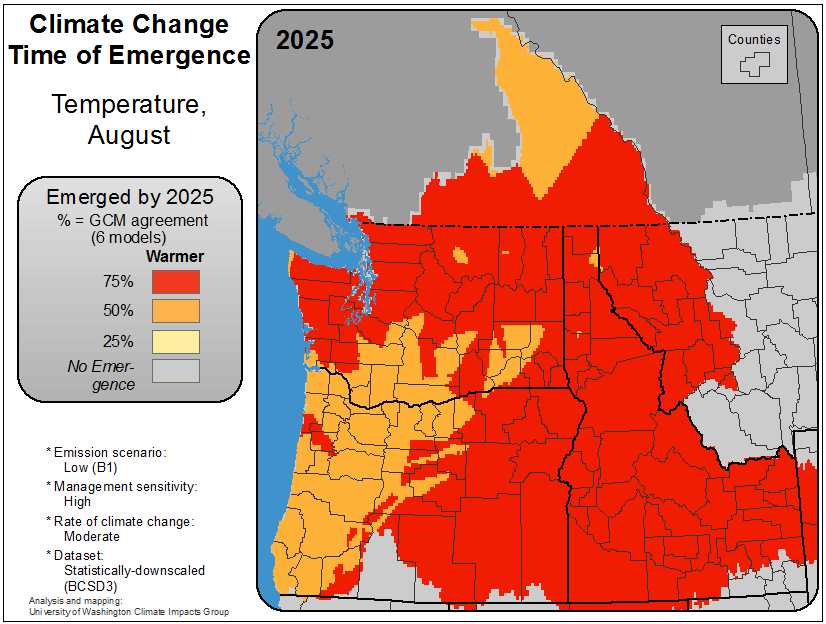 Climate Change
Time of Emergence
Temperature,
August
Emerged by 2025
% = GCM agreement
(6 models)
Warmer
75%
50%
25%
No Emer-
gence
* Emission scenario:
Low (B1)
* Management sensitivity:
High
* Rate of climate change:
Moderate
* Dataset:
Statistically-downscaled
(BCSD3)
Analysis and mapping:
University of Washington Climate Impacts Group
2025
Counties